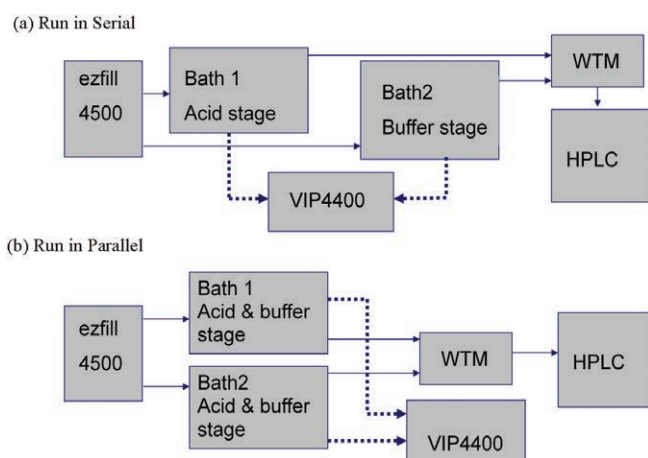 (a) Run in Serial
ezfill
4500
Bath 1
Acid stage
Bath2
Buffer stage
WTM
HPLC
VIP4400
(b) Run in Parallel
ezfill
4500
Bath 1
Acid & buffer
stage
Bath2
Acid & buffer
stage
WTM
HPLC
VIP4400